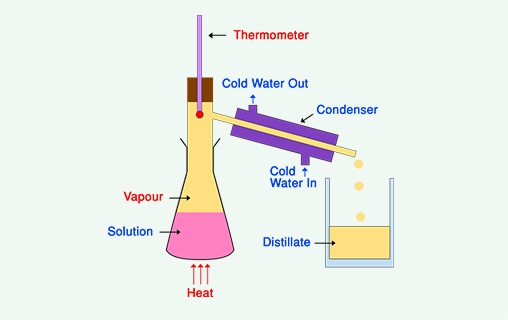 Thermometer
Cold Water Out
Condenser
Cold
Water In
Vapour
Solution
Distillate
Heat